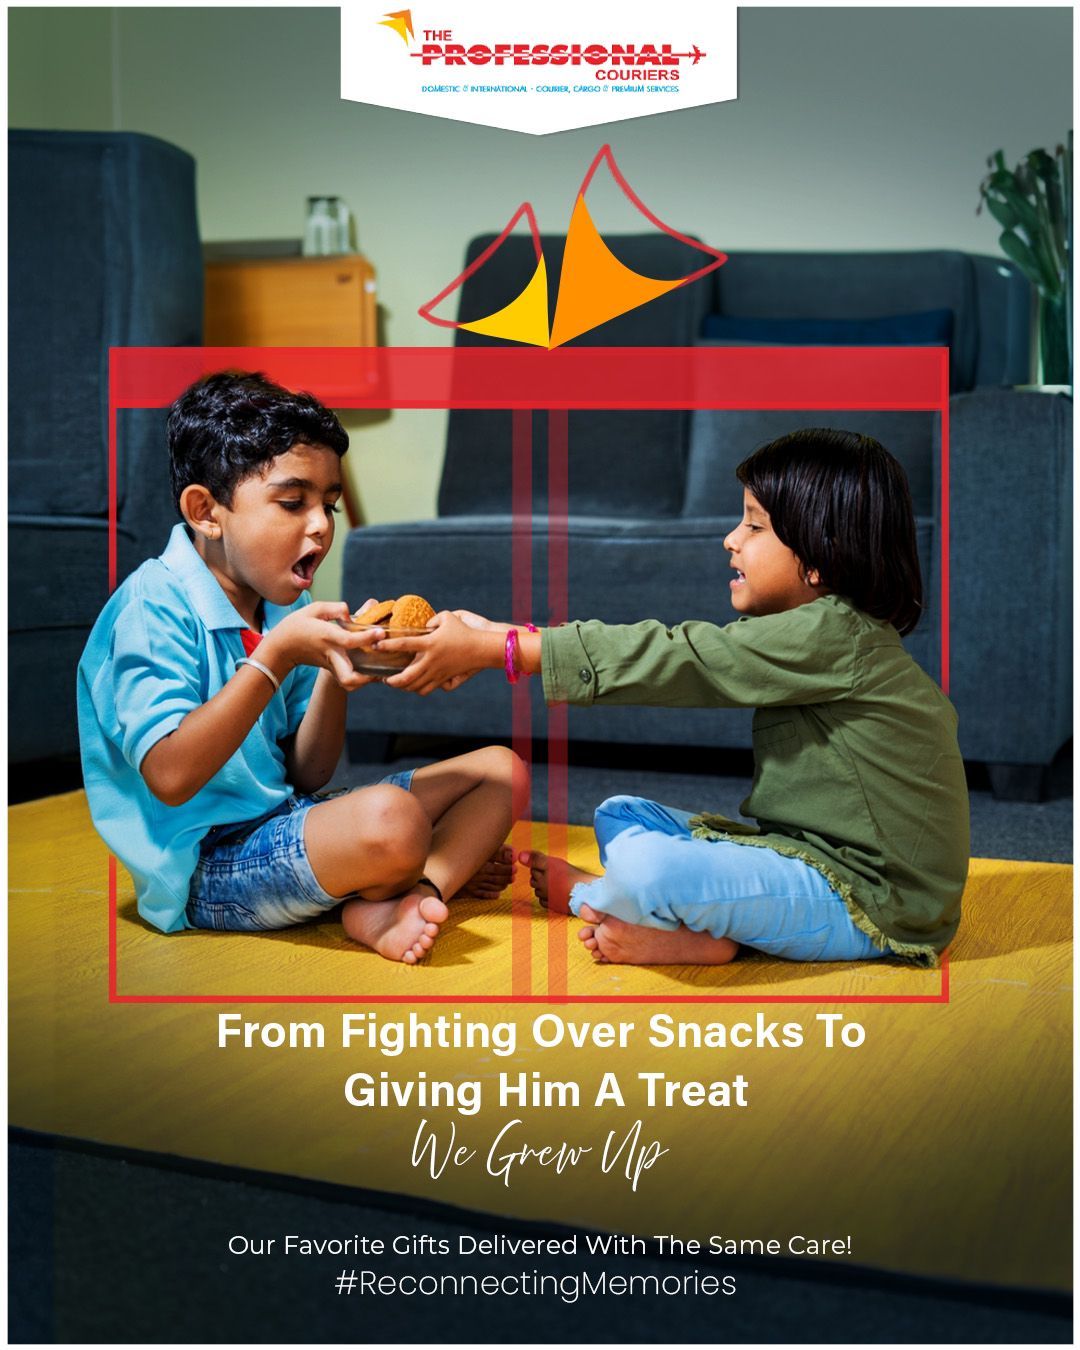 THE
PROFESSIONAL
COURIERS
DOMESTIC & INTERNATIONAL - COURIER, CARGO & PREMIUM SERVICES
From Fighting Over Snacks To
Giving Him A Treat
We Grew Up
Our Favorite Gifts Delivered With The Same Care!
#ReconnectingMemories